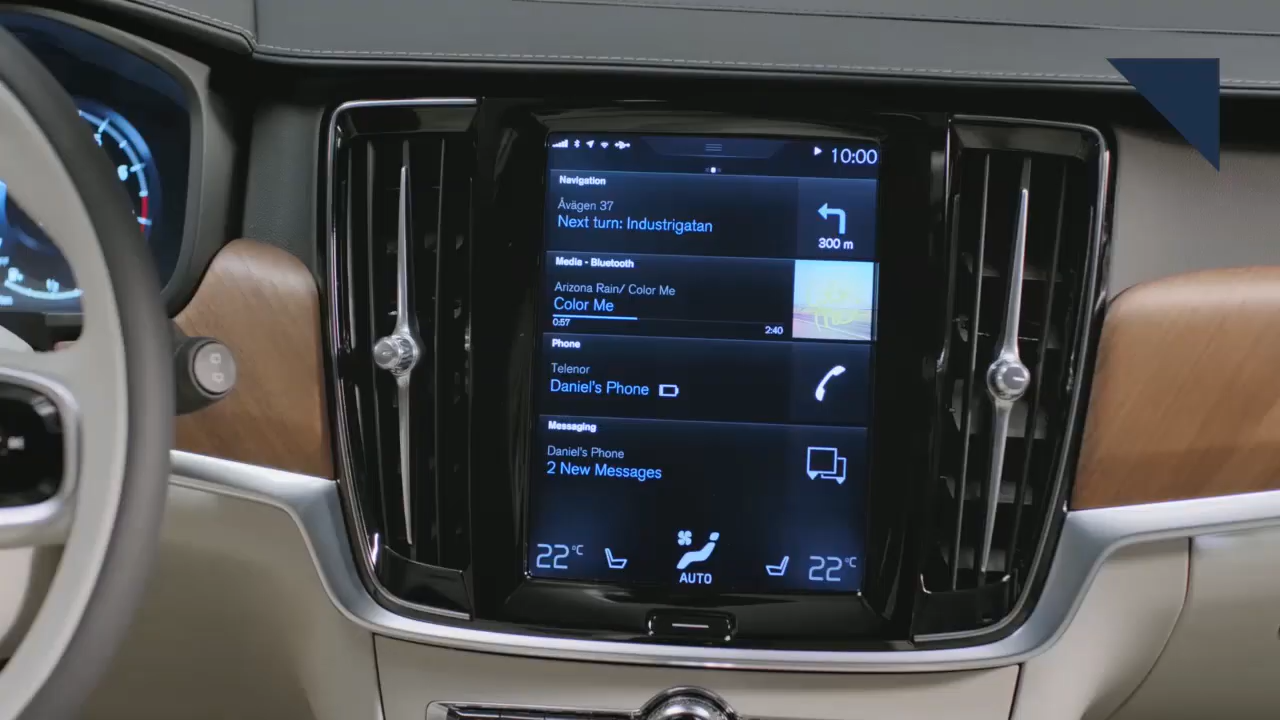 10:00
Navigation
Åvägen 37
Next turn: Industrigatan
300 m
Media - Bluetooth
Arizona Rain/ Color Me
Color Me
0:57
2:40
Phone
Telenor
Daniel's Phone
Messaging
Daniel's Phone
2 New Messages
22°C
AUTO
22°C